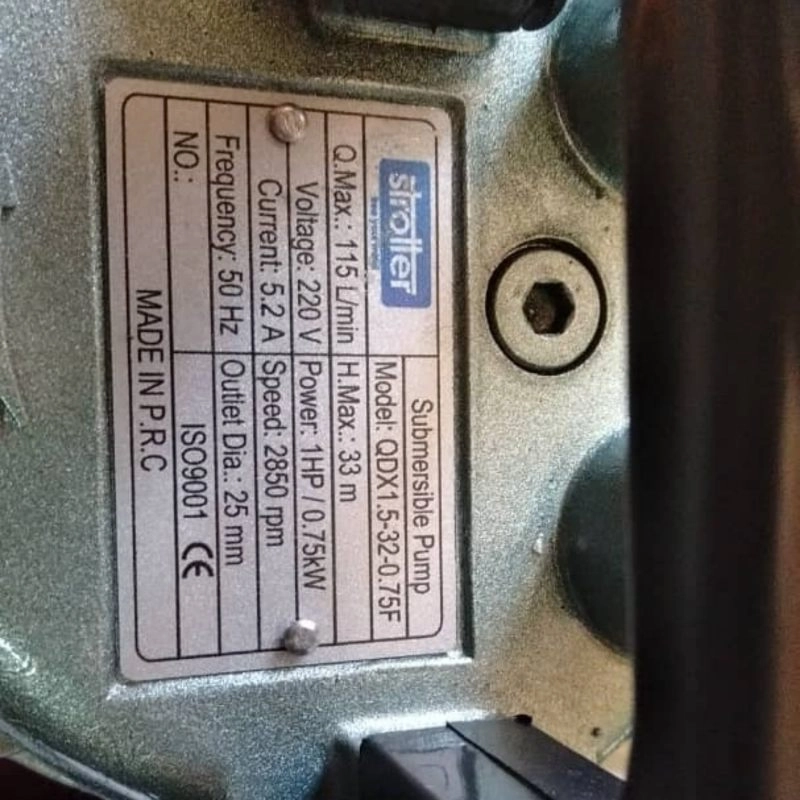 stroller
Submersible Pump
Model: QDX1.5-32-0.75F
Q.Max.: 115 L/min H.Max.: 33 m
Voltage: 220 V Power: 1HP / 0.75kW
Current: 5.2 A Speed: 2850 rpm
Frequency: 50 Hz Outlet Dia.: 25 mm
NO.: ISO9001 CE
MADE IN P.R.C